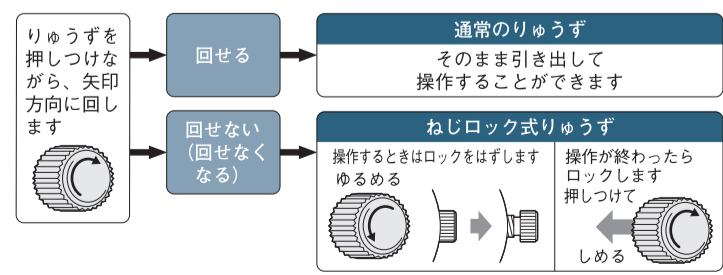 りゅうずを
押しつけな
がら、矢印
方向に回し
ます
回せる
通常のりゅうず
そのまま引き出して
操作することができます
回せない
(回せなく
なる)
ねじロック式りゅうず
操作するときはロックをはずします
ゆるめる
操作が終わったら
ロックします
押しつけて
しめる